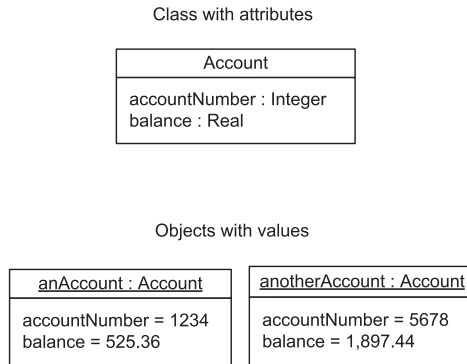 Class with attributes
Account
accountNumber : Integer
balance : Real
Objects with values
anAccount : Account
accountNumber = 1234
balance = 525.36
anotherAccount : Account
accountNumber = 5678
balance = 1,897.44